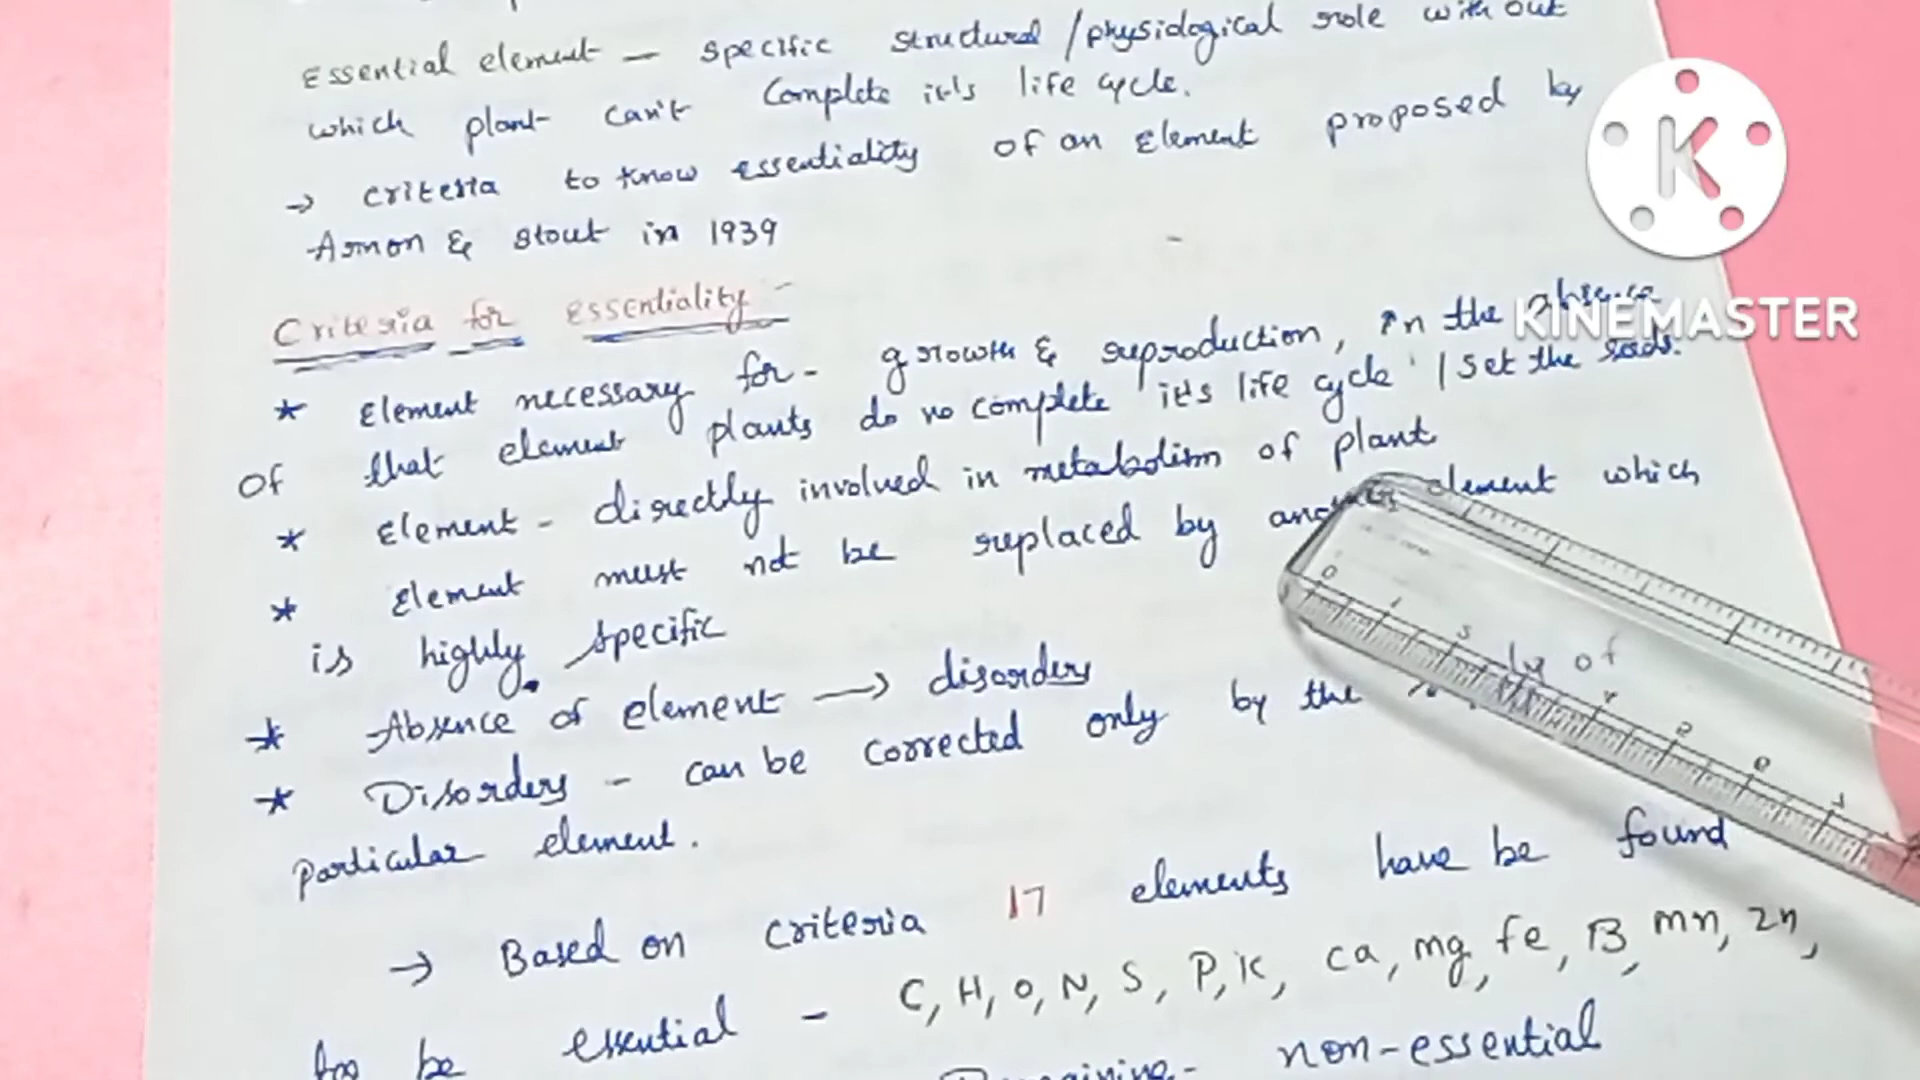 Essential element - specific structural / physiological role with out
which plant can't complete it's life cycle.
→ criteria to know essentiality of an Element proposed by
Arnon & stout in 1939
Criteria for essentiality -
* Element necessary for - growth & reproduction, In the absence
of that element plants do no complete it's life cycle / set the seeds.
* Element - directly involved in metabolism of plant
* Element must not be replaced by another element which
is highly specific
* Absence of element → disorders
* Disorders - can be corrected only by the
particular element.
→ Based on criteria 17 elements have be found
be essential - C, H, O, N, S, P, K, Ca, mg, fe, B, mn, zn,
non-essential
K
KINEMASTER
0 1